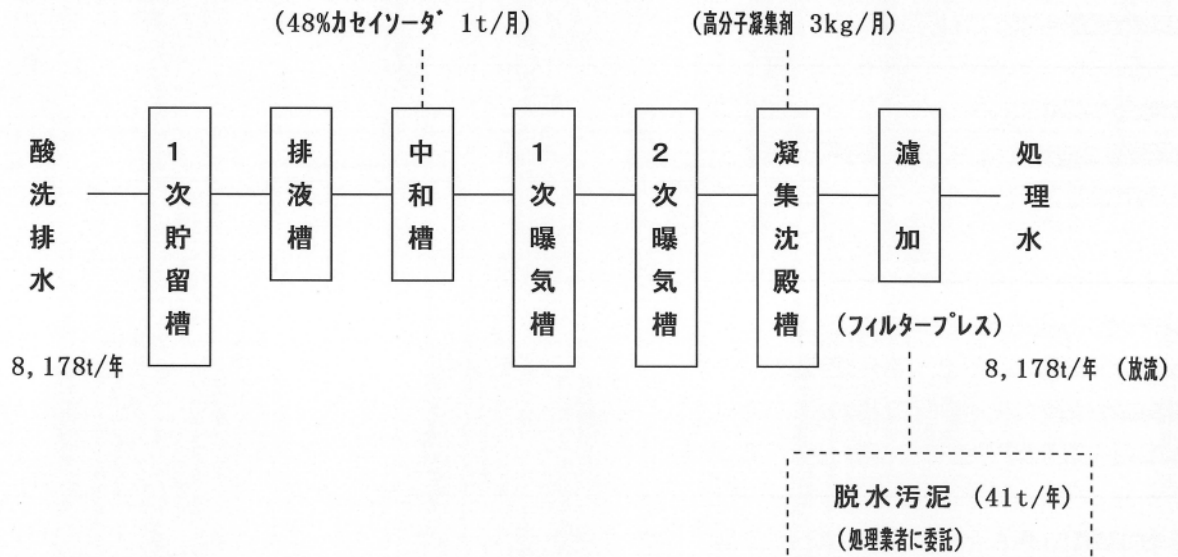 (48%カセイソーダ 1t/月)
(高分子凝集剤 3kg/月)
酸洗排水
1次貯留槽
排液槽
中和槽
1次曝気槽
2次曝気槽
凝集沈殿槽
濾加
処理水
(フィルタープレス)
8,178t/年
8,178t/年 (放流)
脱水汚泥 (41t/年)
(処理業者に委託)